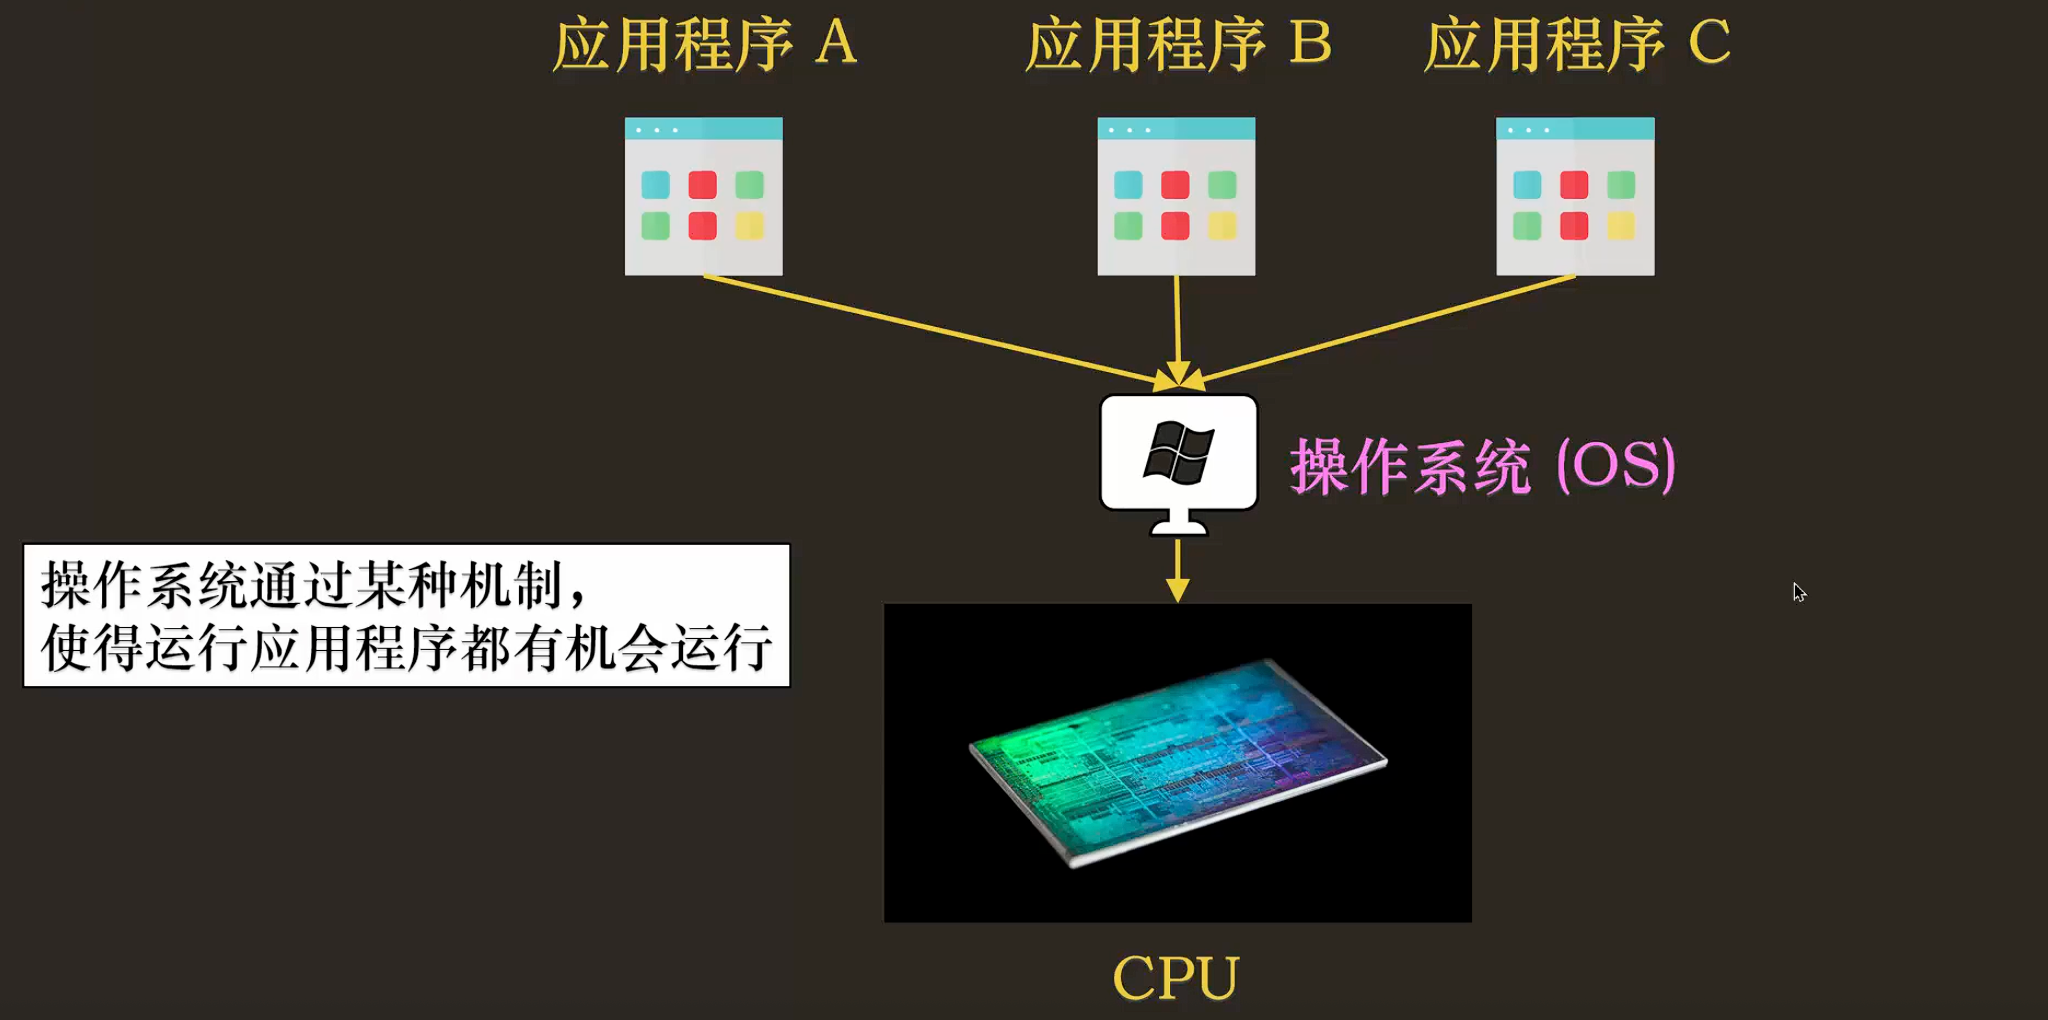 应用程序 A
应用程序 B
应用程序 C
操作系统 (OS)
操作系统通过某种机制，
使得运行应用程序都有机会运行
CPU